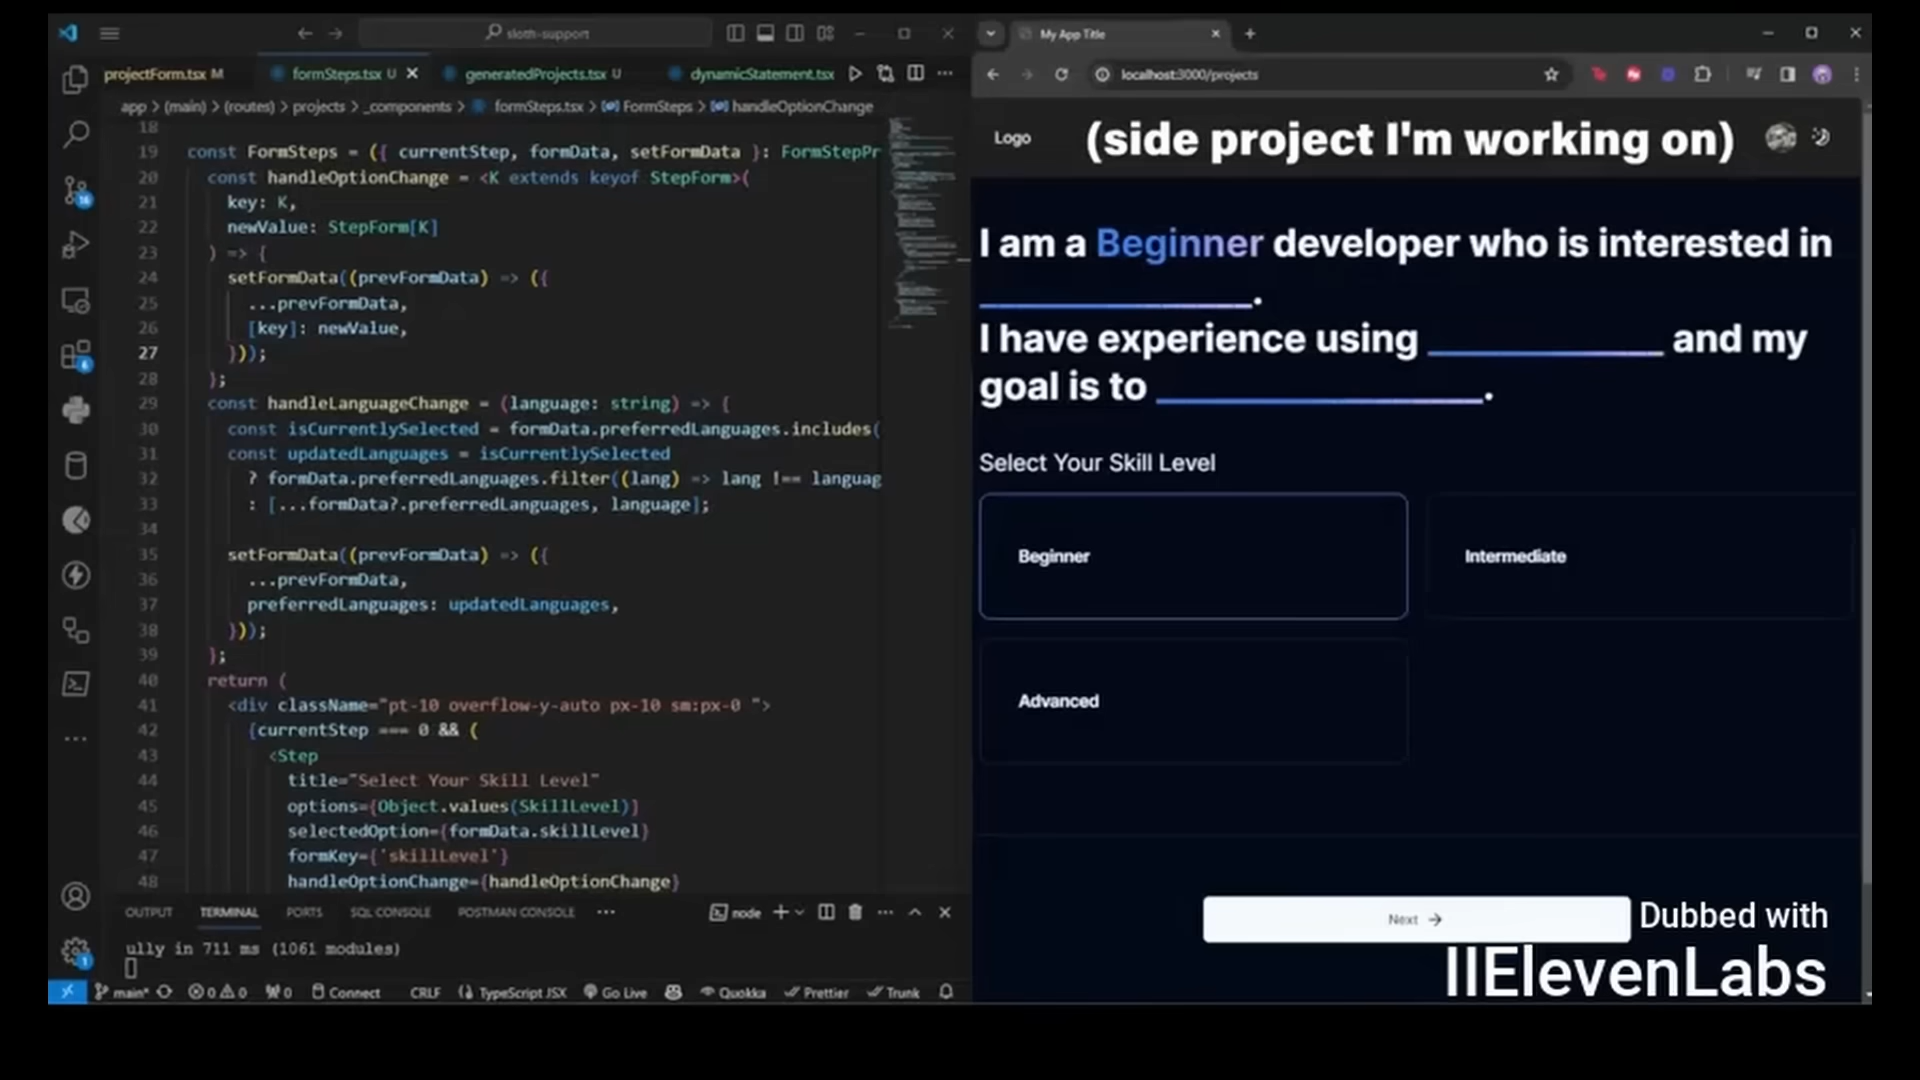 sloth-support
projectForm.tsx M
formSteps.tsx U
generatedProjects.tsx U
dynamicStatement.tsx
app > (main) > (routes) > projects > _components > formSteps.tsx > FormSteps > handleOptionChange
18
19 const FormSteps = ({ currentStep, formData, setFormData }: FormStepPr
20 const handleOptionChange = <K extends keyof StepForm>(
21 key: K,
22 newValue: StepForm[K]
23 ) => {
24 setFormData((prevFormData) => ({
25 ...prevFormData,
26 [key]: newValue,
27 }));
28 };
29 const handleLanguageChange = (language: string) => {
30 const isCurrentlySelected = formData.preferredLanguages.includes(
31 const updatedLanguages = isCurrentlySelected
32 ? formData.preferredLanguages.filter((lang) => lang !== languag
33 : [...formData?.preferredLanguages, language];
34
35 setFormData((prevFormData) => ({
36 ...prevFormData,
37 preferredLanguages: updatedLanguages,
38 }));
39 };
40 return (
41 <div className="pt-10 overflow-y-auto px-10 sm:px-0 ">
42 {currentStep === 0 && (
43 <Step
44 title="Select Your Skill Level"
45 options={Object.values(SkillLevel)}
46 selectedOption={formData.skillLevel}
47 formKey={'skillLevel'}
48 handleOptionChange={handleOptionChange}
OUTPUT TERMINAL PORTS SQL CONSOLE POSTMAN CONSOLE ... node
ully in 711 ms (1061 modules)
main* 0 0 0 Connect CRLF TypeScript JSX Go Live Quokka Prettier Trunk
16
6
1
My App Title
localhost:3000/projects
Logo
(side project I'm working on)
I am a Beginner developer who is interested in
.
I have experience using and my
goal is to .
Select Your Skill Level
Beginner
Intermediate
Advanced
Next →
Dubbed with
IIElevenLabs